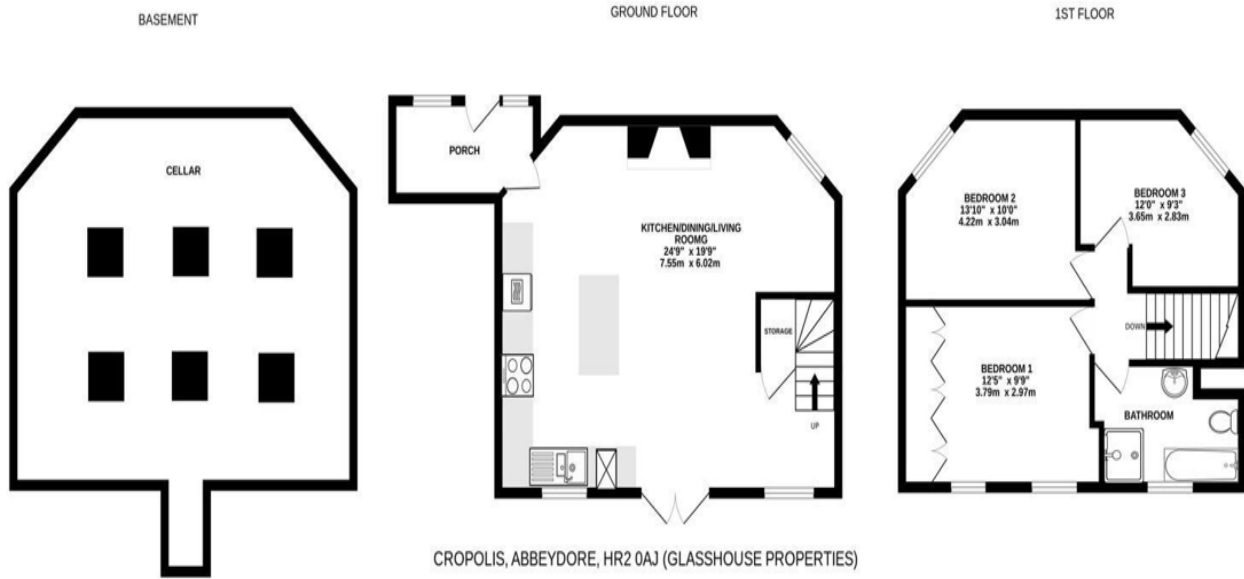 BASEMENT
GROUND FLOOR
1ST FLOOR
CELLAR
PORCH
KITCHEN/DINING/LIVING
ROOMG
24'9" x 19'9"
7.55m x 6.02m
STORAGE
UP
BEDROOM 2
13'10" x 10'0"
4.22m x 3.04m
BEDROOM 3
12'0" x 9'3"
3.65m x 2.83m
DOWN
BEDROOM 1
12'5" x 9'9"
3.79m x 2.97m
BATHROOM
CROPOLIS, ABBEYDORE, HR2 0AJ (GLASSHOUSE PROPERTIES)